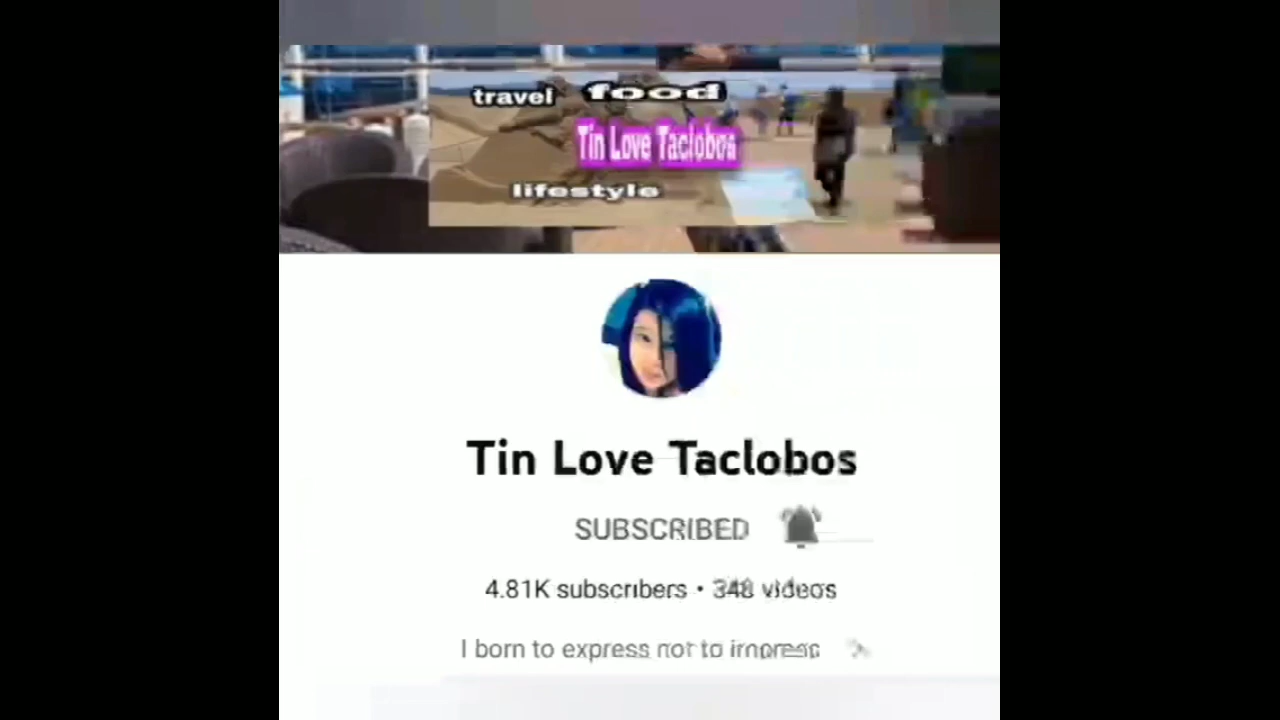 travel food
Tin Love Taclobos
lifestyle
Tin Love Taclobos
SUBSCRIBED
4.81K subscribers • 348 videos
I born to express not to impress